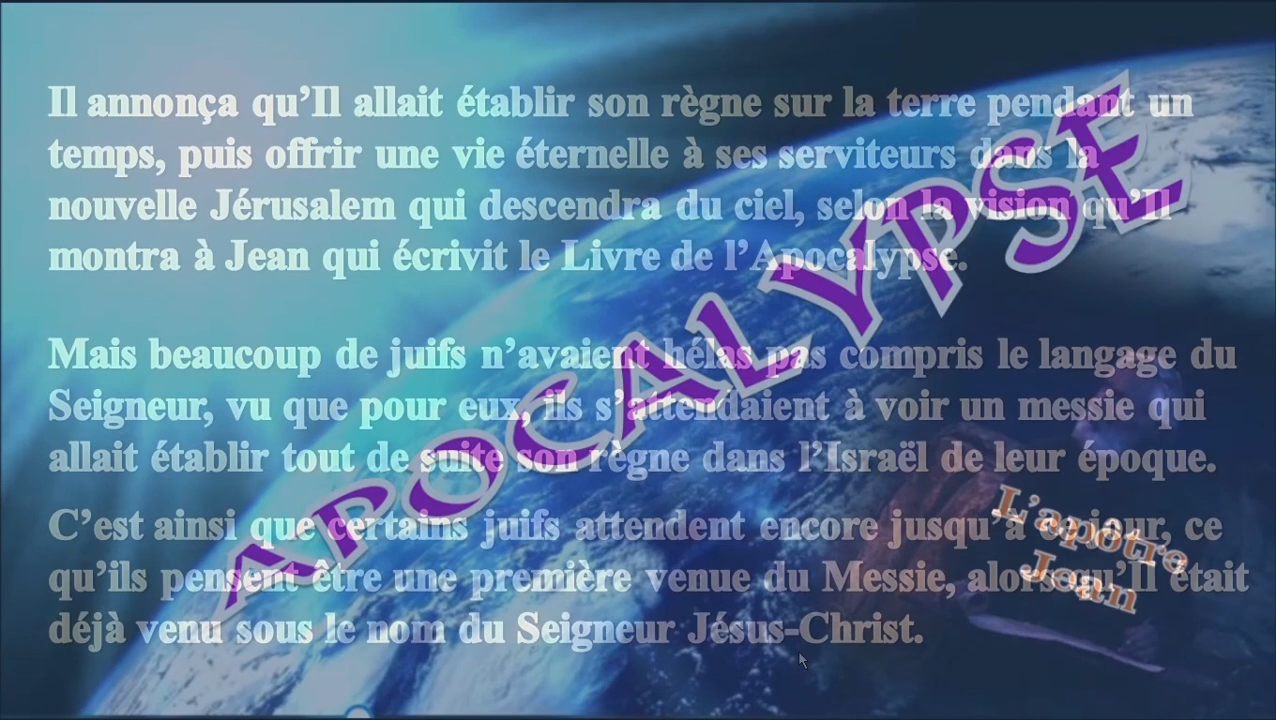 Il annonça qu’Il allait établir son règne sur la terre pendant un
temps, puis offrir une vie éternelle à ses serviteurs dans la
nouvelle Jérusalem qui descendra du ciel, selon la vision qu’Il
montra à Jean qui écrivit le Livre de l’Apocalypse.
Mais beaucoup de juifs n’avaient hélas pas compris le langage du
Seigneur, vu que pour eux, ils s’attendaient à voir un messie qui
allait établir tout de suite son règne dans l’Israël de leur époque.
C’est ainsi que certains juifs attendent encore jusqu’à ce jour, ce
qu’ils pensent être une première venue du Messie, alors qu’Il était
déjà venu sous le nom du Seigneur Jésus-Christ.
APOCALYPSE
L’apôtre
Jean